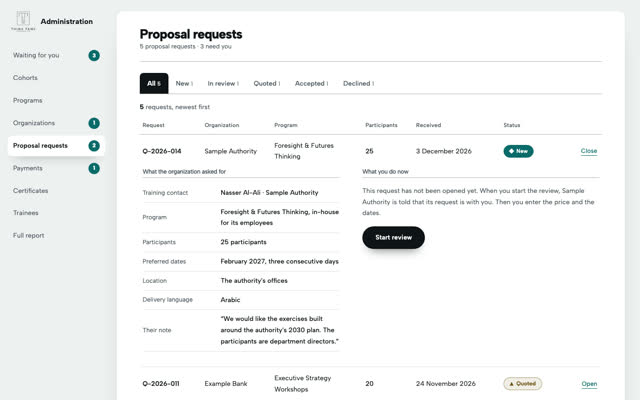 THINK FEWD
Administration
Waiting for you 3
Cohorts
Programs
Organizations 1
Proposal requests 2
Payments 1
Certificates
Trainees
Full report
Proposal requests
5 proposal requests · 3 need you
All 5 New 1 In review 1 Quoted 1 Accepted 1 Declined 1
5 requests, newest first
Request Organization Program Participants Received Status
Q-2026-014 Sample Authority Foresight & Futures Thinking 25 3 December 2026 New Close
What the organization asked for
Training contact Nasser Al-Ali · Sample Authority
Program Foresight & Futures Thinking, in-house
for its employees
Participants 25 participants
Preferred dates February 2027, three consecutive days
Location The authority's offices
Delivery language Arabic
Their note "We would like the exercises built
around the authority's 2030 plan. The
participants are department directors."
What you do now
This request has not been opened yet. When you start the review, Sample
Authority is told that its request is with you. Then you enter the price and the
dates.
Start review
Q-2026-011 Example Bank Executive Strategy Workshops 20 24 November 2026 Quoted Open